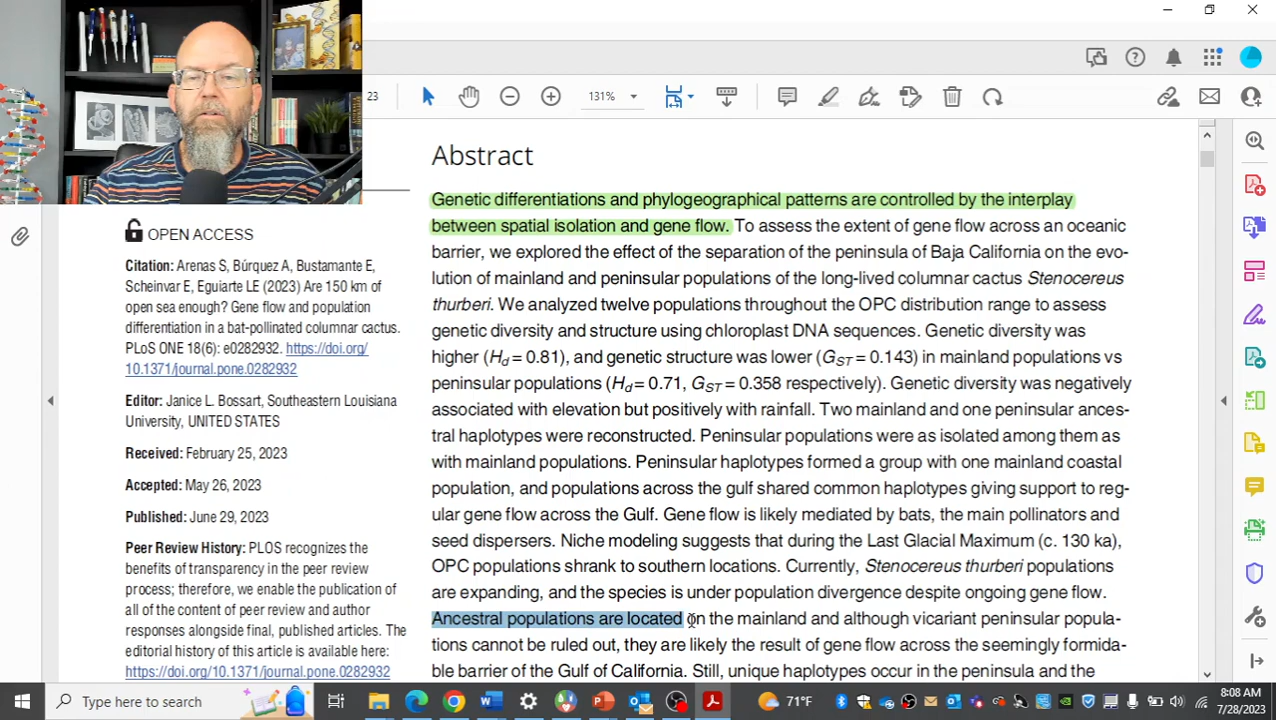 23
131%
Abstract
Genetic differentiations and phylogeographical patterns are controlled by the interplay
between spatial isolation and gene flow. To assess the extent of gene flow across an oceanic
barrier, we explored the effect of the separation of the peninsula of Baja California on the evo-
lution of mainland and peninsular populations of the long-lived columnar cactus Stenocereus
thurberi. We analyzed twelve populations throughout the OPC distribution range to assess
genetic diversity and structure using chloroplast DNA sequences. Genetic diversity was
higher (Hd = 0.81), and genetic structure was lower (GST = 0.143) in mainland populations vs
peninsular populations (Hd = 0.71, GST = 0.358 respectively). Genetic diversity was negatively
associated with elevation but positively with rainfall. Two mainland and one peninsular ances-
tral haplotypes were reconstructed. Peninsular populations were as isolated among them as
with mainland populations. Peninsular haplotypes formed a group with one mainland coastal
population, and populations across the gulf shared common haplotypes giving support to reg-
ular gene flow across the Gulf. Gene flow is likely mediated by bats, the main pollinators and
seed dispersers. Niche modeling suggests that during the Last Glacial Maximum (c. 130 ka),
OPC populations shrank to southern locations. Currently, Stenocereus thurberi populations
are expanding, and the species is under population divergence despite ongoing gene flow.
Ancestral populations are located on the mainland and although vicariant peninsular popula-
tions cannot be ruled out, they are likely the result of gene flow across the seemingly formida-
ble barrier of the Gulf of California. Still, unique haplotypes occur in the peninsula and the
OPEN ACCESS
Citation: Arenas S, Búrquez A, Bustamante E,
Scheinvar E, Eguiarte LE (2023) Are 150 km of
open sea enough? Gene flow and population
differentiation in a bat-pollinated columnar cactus.
PLoS ONE 18(6): e0282932. https://doi.org/
10.1371/journal.pone.0282932
Editor: Janice L. Bossart, Southeastern Louisiana
University, UNITED STATES
Received: February 25, 2023
Accepted: May 26, 2023
Published: June 29, 2023
Peer Review History: PLOS recognizes the
benefits of transparency in the peer review
process; therefore, we enable the publication of
all of the content of peer review and author
responses alongside final, published articles. The
editorial history of this article is available here:
https://doi.org/10.1371/journal.pone.0282932
Type here to search
71°F
8:08 AM
7/28/2023